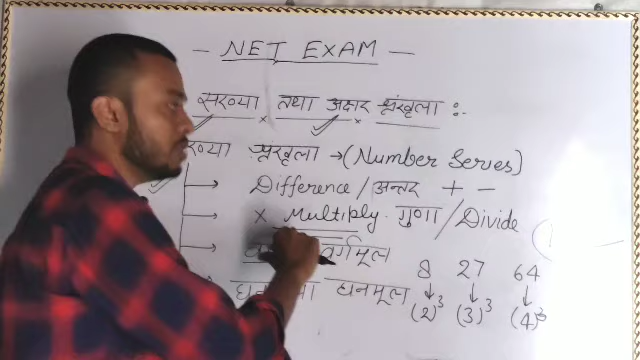 - NET EXAM -
सख्या तथा अक्षर श्रृंखला :-
श्रृंखला → (Number Series)
→ Difference / अन्तर + -
→ × Multiply गुणा / Divide
→ वर्गमूल
घनमूल
8 27 64
↓ ↓ ↓
(2)³ (3)³ (4)³